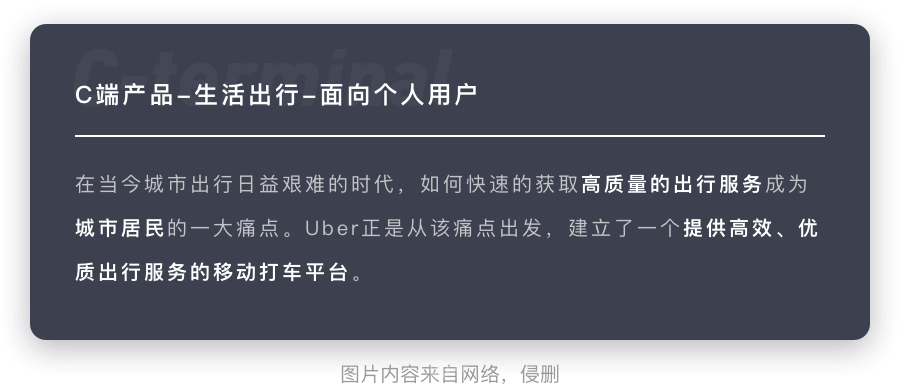 C-terminal
C端产品–生活出行–面向个人用户
在当今城市出行日益艰难的时代，如何快速的获取高质量的出行服务成为
城市居民的一大痛点。Uber正是从该痛点出发，建立了一个提供高效、优
质出行服务的移动打车平台。
图片内容来自网络，侵删